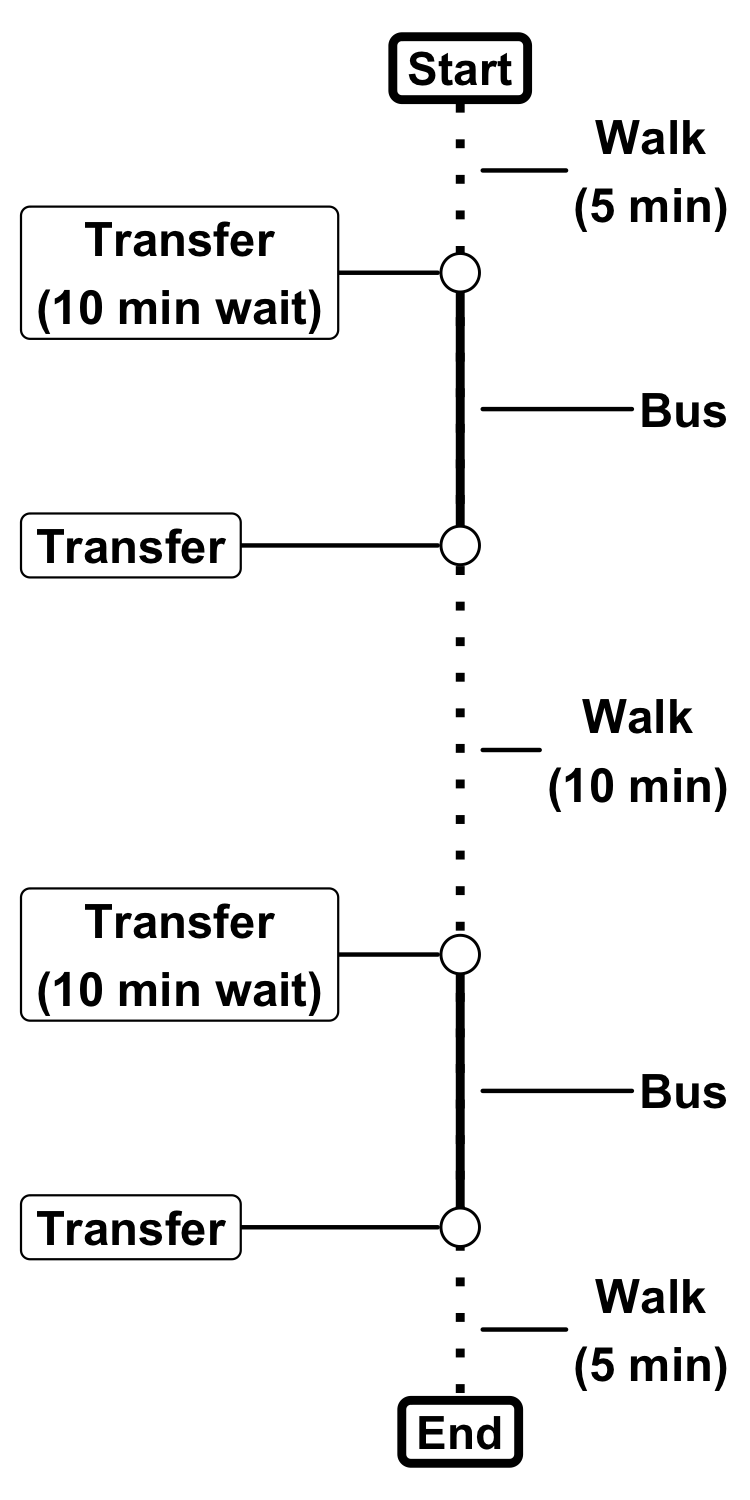 Start
Walk
(5 min)
Transfer
(10 min wait)
Bus
Transfer
Walk
(10 min)
Transfer
(10 min wait)
Bus
Transfer
Walk
(5 min)
End